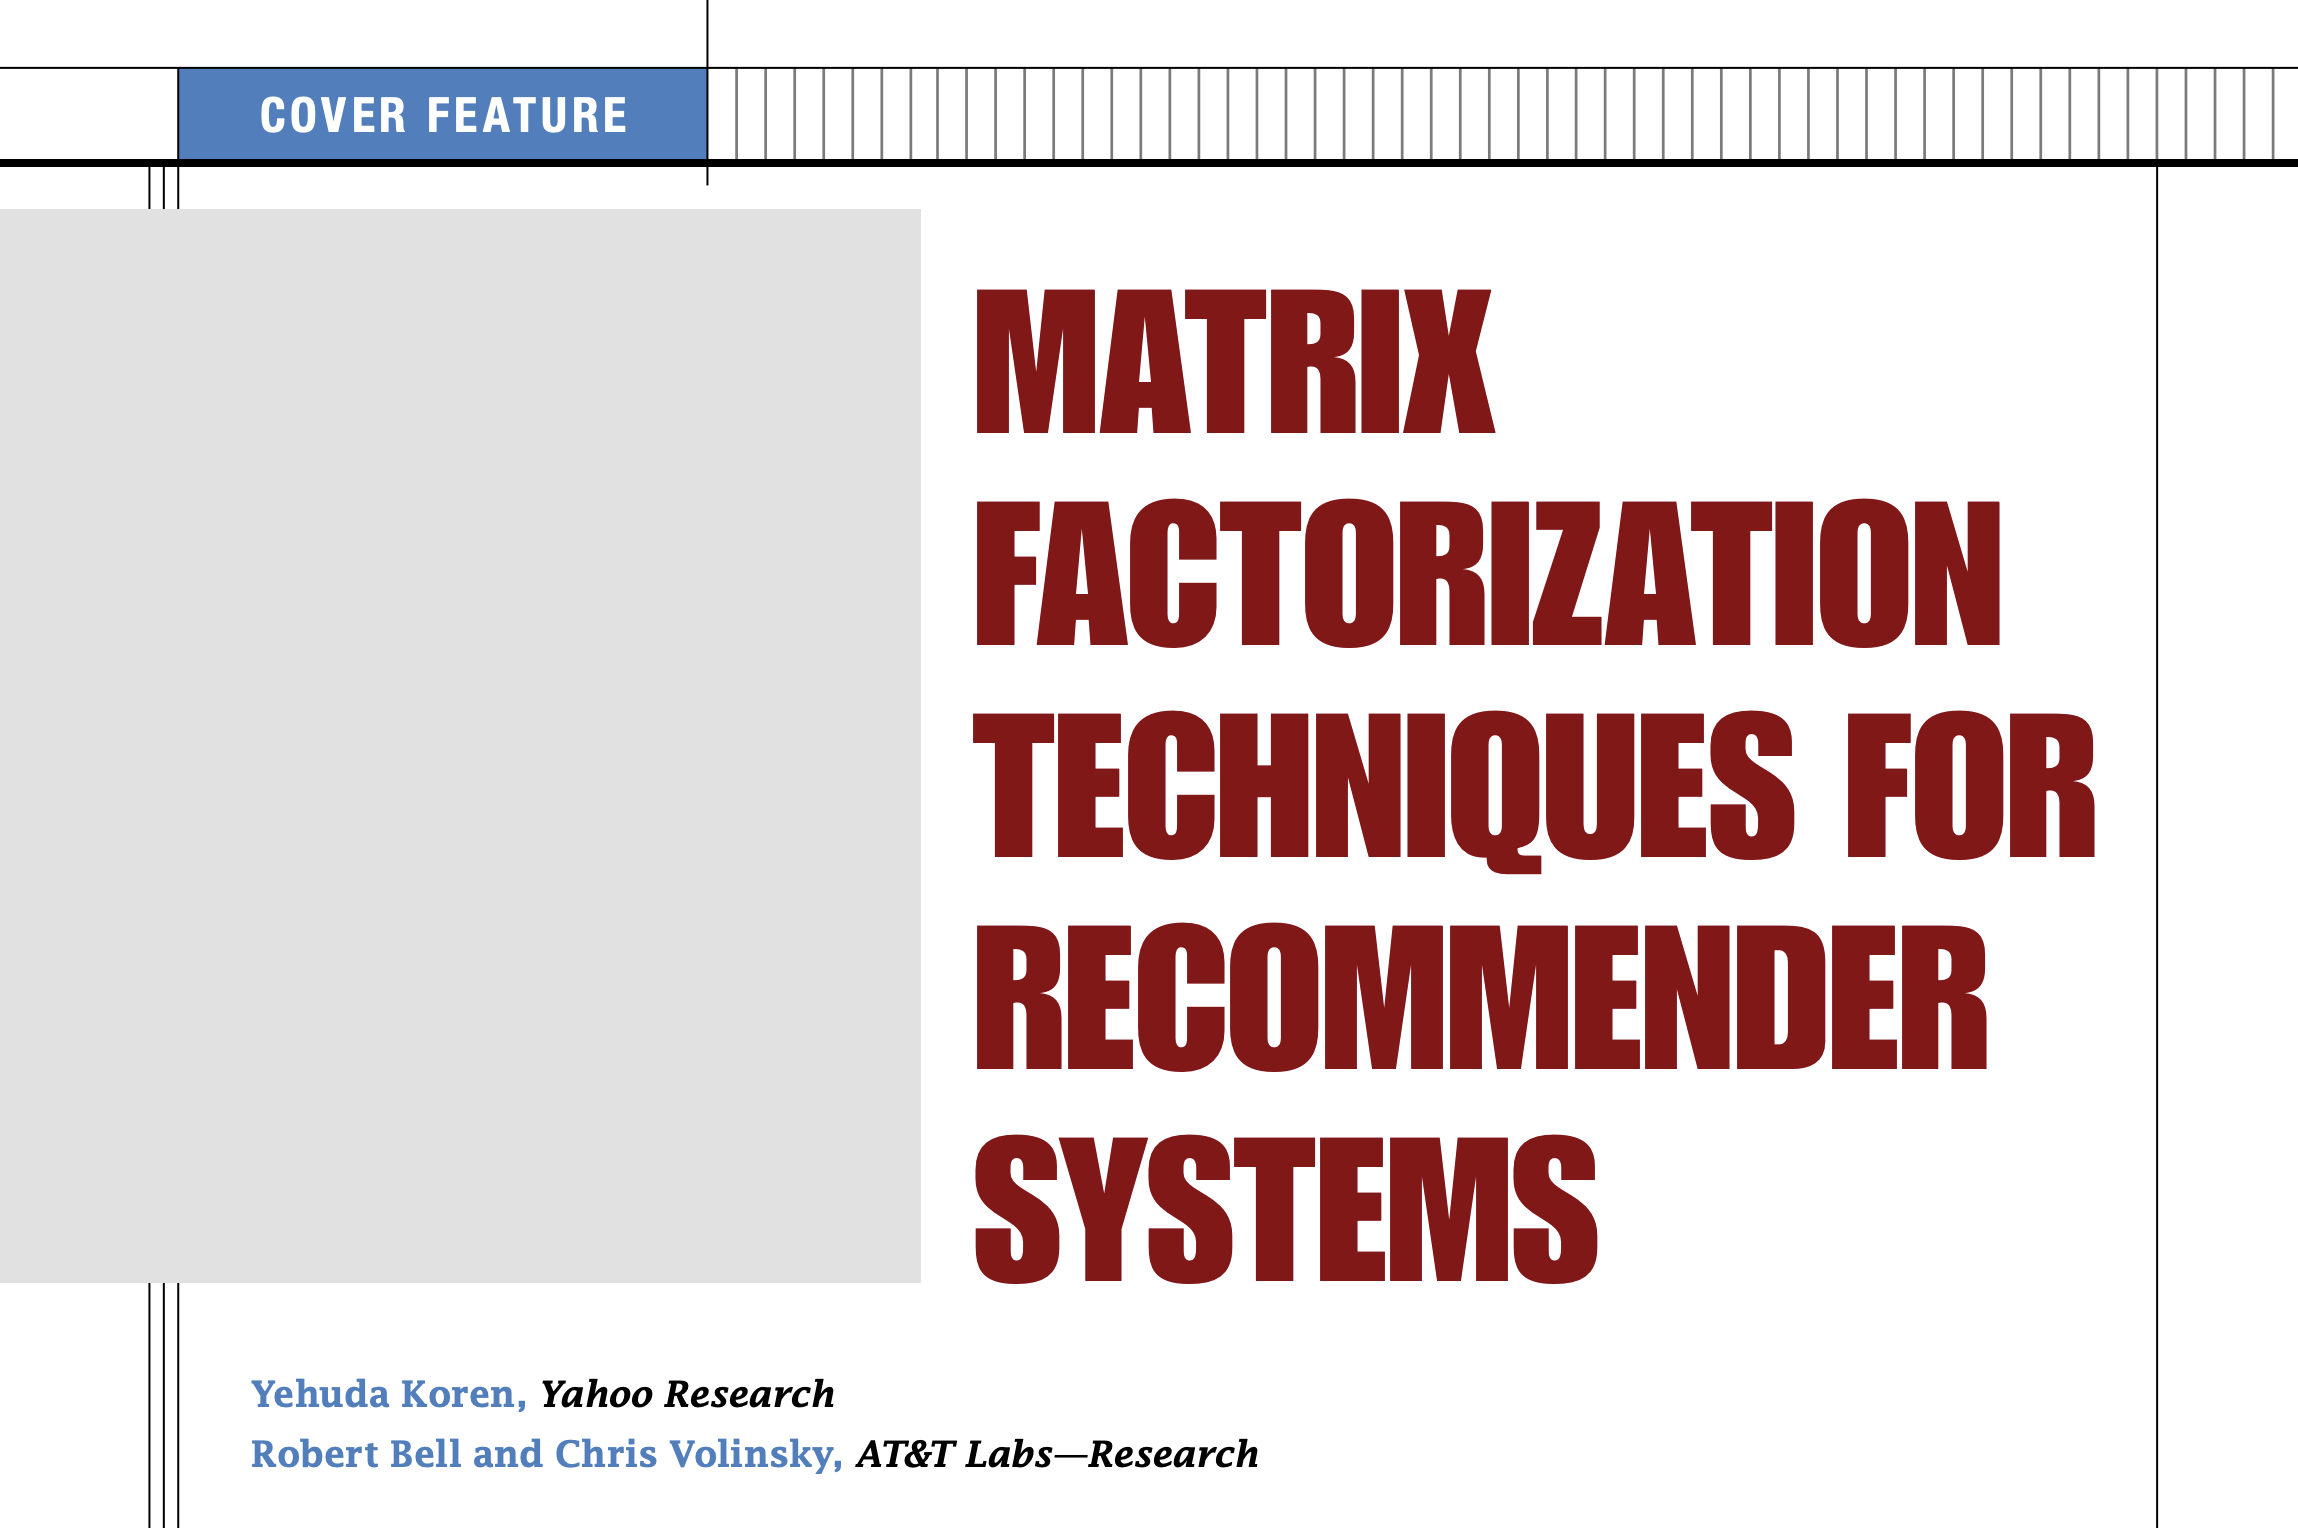 COVER FEATURE
MATRIX
FACTORIZATION
TECHNIQUES FOR
RECOMMENDER
SYSTEMS
Yehuda Koren, Yahoo Research
Robert Bell and Chris Volinsky, AT&T Labs—Research